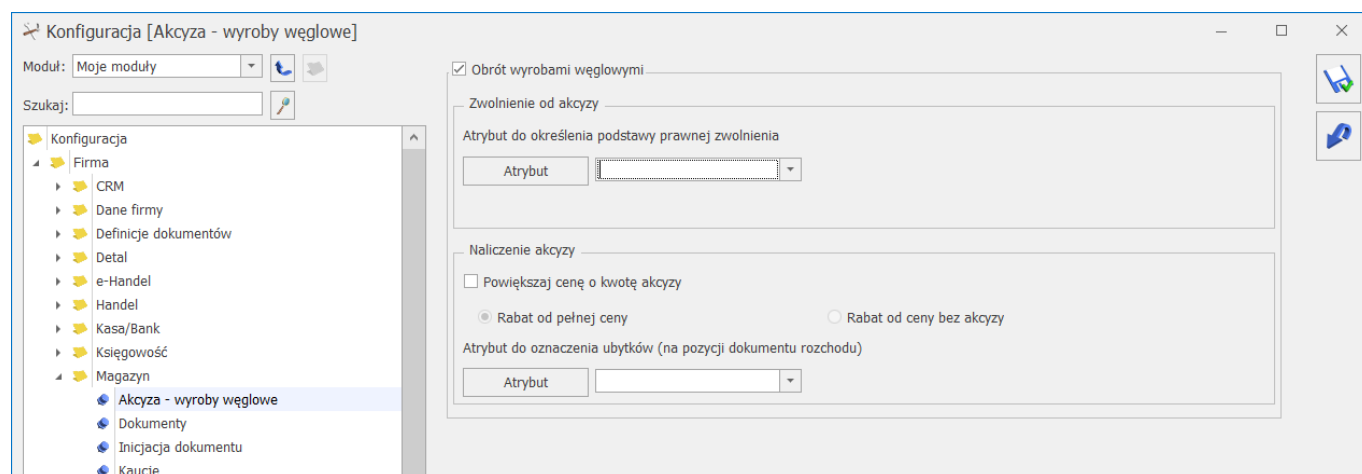 Konfiguracja [Akcyza - wyroby węglowe]
Moduł: Moje moduły
Szukaj:
Konfiguracja
Firma
CRM
Dane firmy
Definicje dokumentów
Detal
e-Handel
Handel
Kasa/Bank
Księgowość
Magazyn
Akcyza - wyroby węglowe
Dokumenty
Inicjacja dokumentu
Kaucje
Obrót wyrobami węglowymi
Zwolnienie od akcyzy
Atrybut do określenia podstawy prawnej zwolnienia
Atrybut
Naliczenie akcyzy
Powiększaj cenę o kwotę akcyzy
Rabat od pełnej ceny Rabat od ceny bez akcyzy
Atrybut do oznaczenia ubytków (na pozycji dokumentu rozchodu)
Atrybut